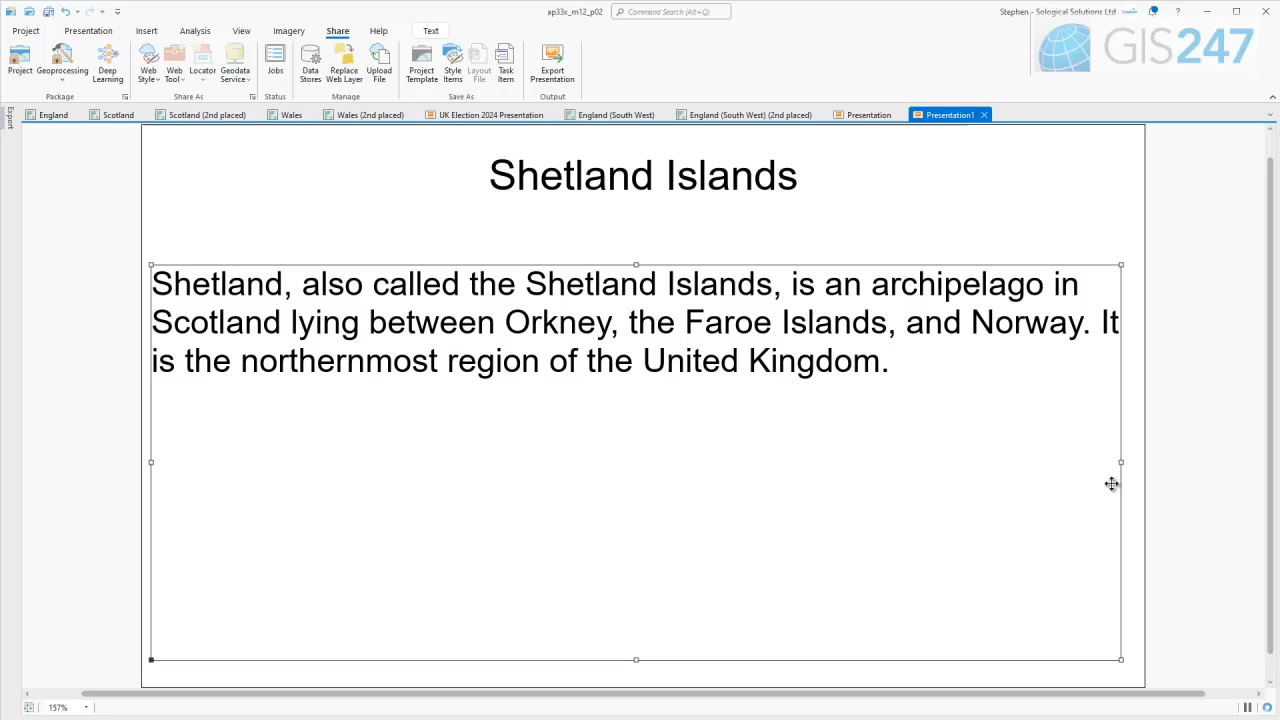 ap33x_m12_p02
Command Search (Alt+Q)
Stephen - Sological Solutions Ltd
?
Project Presentation Insert Analysis View Imagery Share Help Text
GIS247
Project Geoprocessing Deep Learning Web Style Web Tool Locator Geodata Service Jobs Data Stores Replace Web Layer Upload File Project Template Style Items Layout File Task Item Export Presentation
Package Share As Status Manage Save As Output
Export
England Scotland Scotland (2nd placed) Wales Wales (2nd placed) UK Election 2024 Presentation England (South West) England (South West) (2nd placed) Presentation Presentation1
Shetland Islands
Shetland, also called the Shetland Islands, is an archipelago in
Scotland lying between Orkney, the Faroe Islands, and Norway. It
is the northernmost region of the United Kingdom.
157%